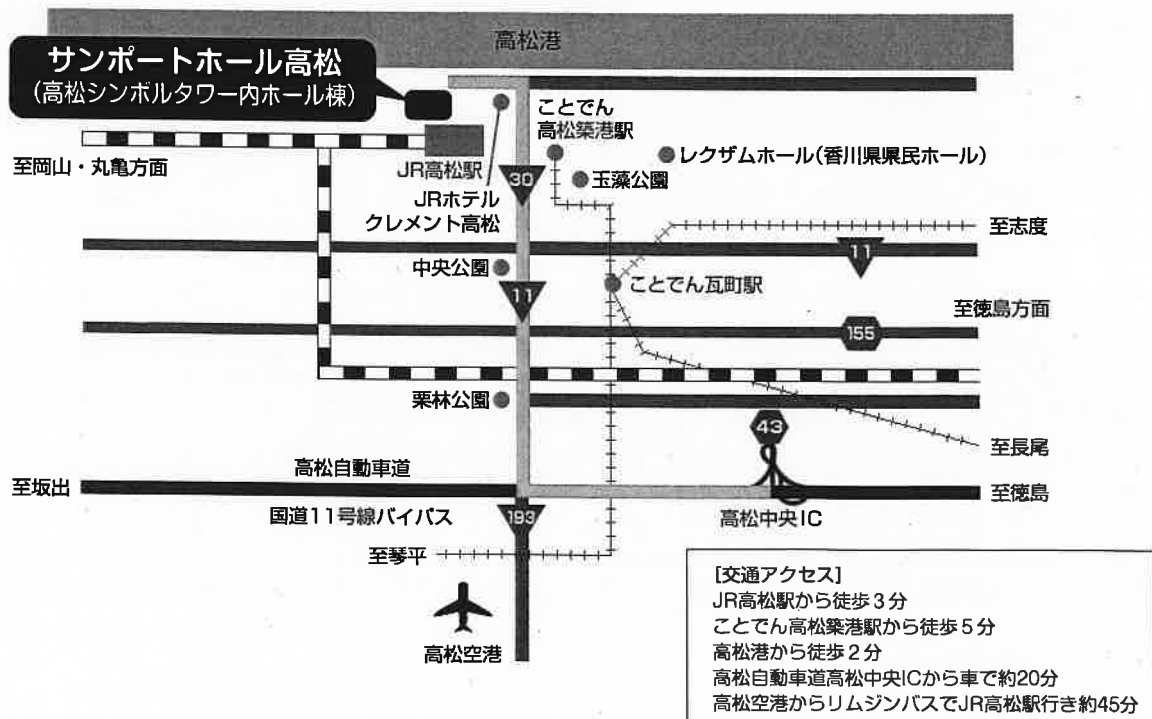 高松港
サンポートホール高松
(高松シンボルタワー内ホール棟)
ことでん
高松築港駅
レクザムホール(香川県県民ホール)
至岡山・丸亀方面
JR高松駅
玉藻公園
30
JRホテル
クレメント高松
至志度
11
中央公園
ことでん瓦町駅
11
至徳島方面
155
栗林公園
43
至長尾
高松自動車道
至坂出
至徳島
国道11号線バイパス
193
高松中央IC
至琴平
高松空港
[交通アクセス]
JR高松駅から徒歩3分
ことでん高松築港駅から徒歩5分
高松港から徒歩2分
高松自動車道高松中央ICから車で約20分
高松空港からリムジンバスでJR高松駅行き約45分